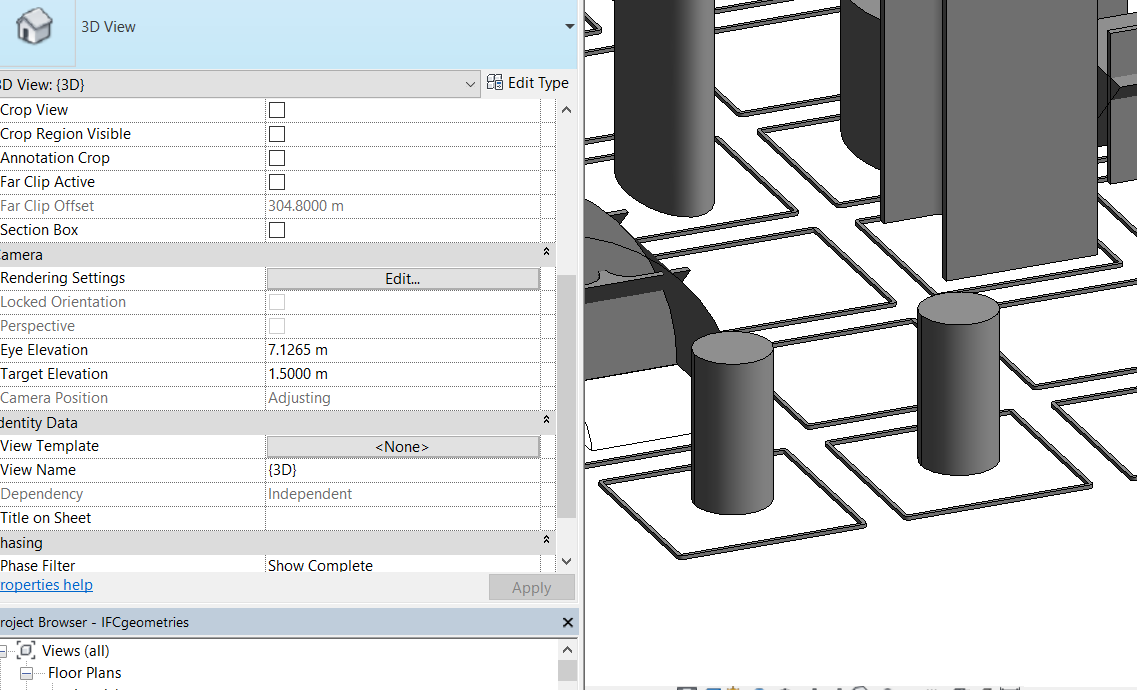 3D View
3D View: {3D}
Edit Type
Crop View
Crop Region Visible
Annotation Crop
Far Clip Active
Far Clip Offset 304.8000 m
Section Box
amera
Rendering Settings Edit...
Locked Orientation
Perspective
Eye Elevation 7.1265 m
Target Elevation 1.5000 m
Camera Position Adjusting
dentity Data
View Template <None>
View Name {3D}
Dependency Independent
Title on Sheet
hasing
Phase Filter Show Complete
roperties help
Apply
roject Browser - IFCgeometries
Views (all)
Floor Plans